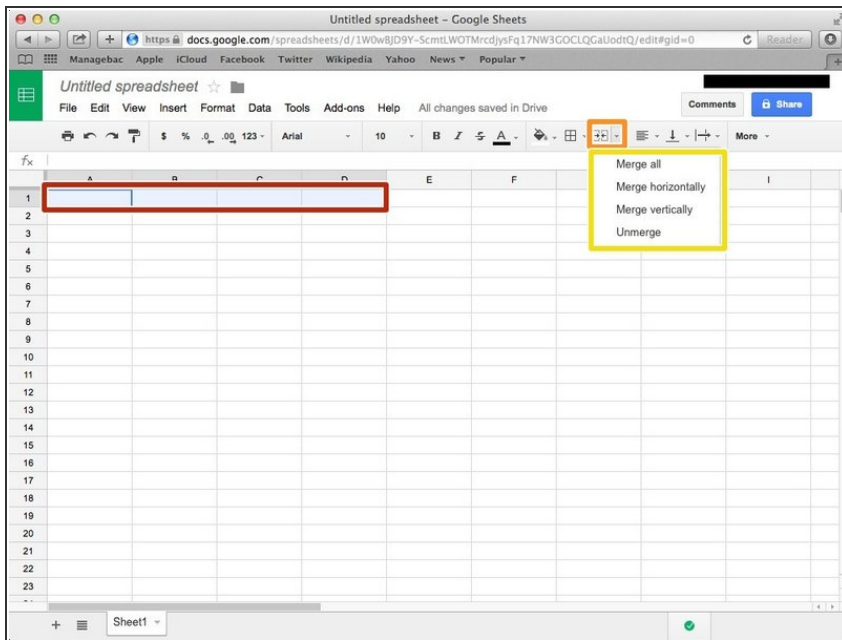 Untitled spreadsheet – Google Sheets
https docs.google.com/spreadsheets/d/1W0wBJD9Y-ScmtLWOTMrcdjysFq17NW3GOCLQGaUodtQ/edit#gid=0 Reader
Managebac Apple iCloud Facebook Twitter Wikipedia Yahoo News Popular
Untitled spreadsheet
File Edit View Insert Format Data Tools Add-ons Help All changes saved in Drive
Comments Share
$ % .0 .00 123 Arial 10 B I S A More
fx
A B C D E F I
Merge all
Merge horizontally
Merge vertically
Unmerge
1
2
3
4
5
6
7
8
9
10
11
12
13
14
15
16
17
18
19
20
21
22
23
Sheet1